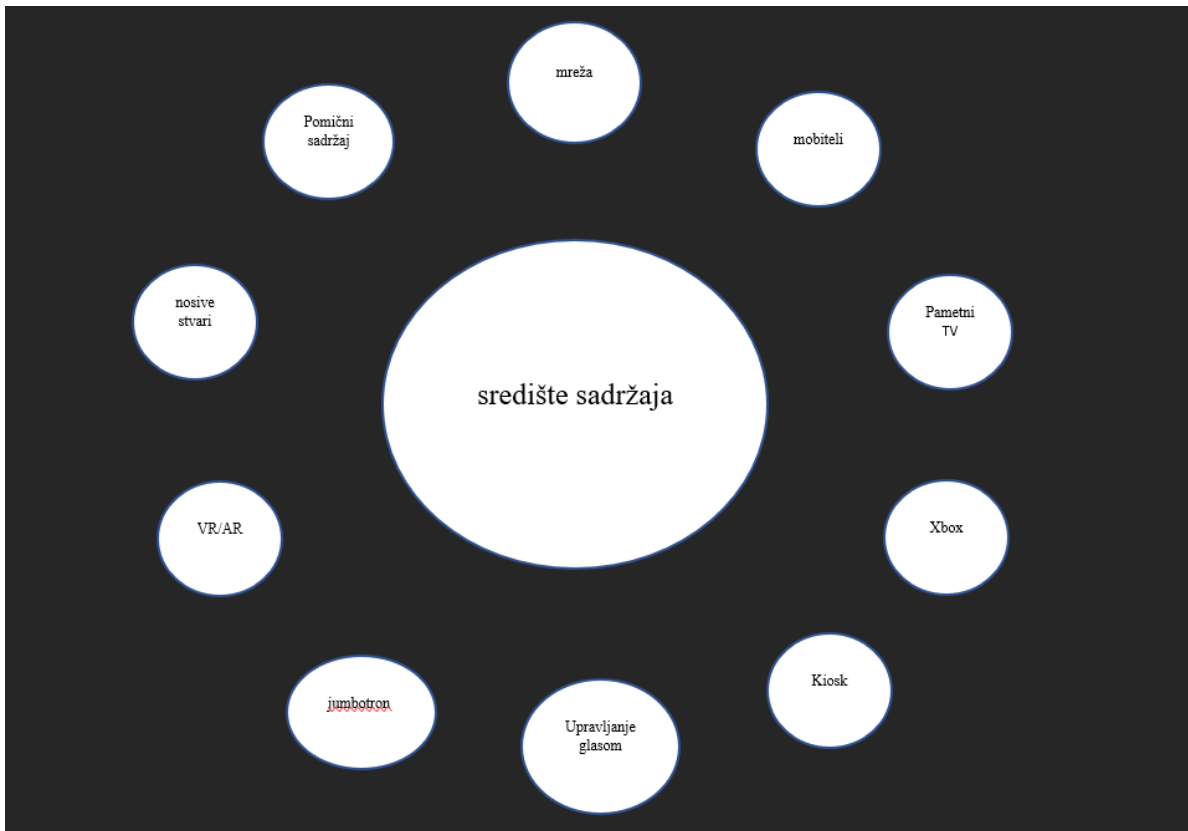 mreža
Pomični
sadržaj
mobiteli
nosive
stvari
Pametni
TV
središte sadržaja
VR/AR
Xbox
Kiosk
jumbotron
Upravljanje
glasom